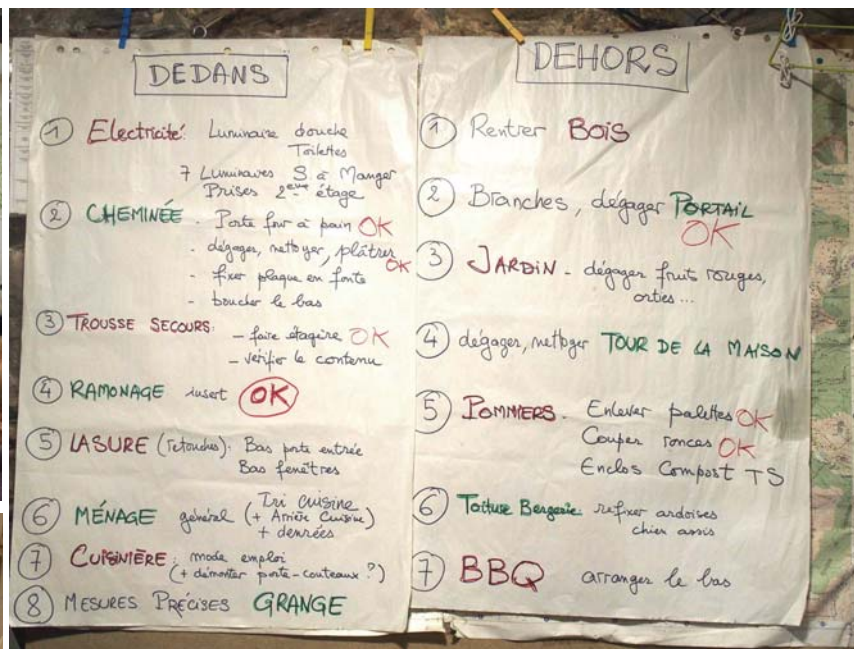 DEDANS
① Electricité: Luminaire douche
Toilettes
7 Luminaires S. à Manger
Prises 2eme étage
② CHEMINÉE - Porte four à pain OK
- dégager, nettoyer, plâtrer OK
- fixer plaque en fonte
- boucher le bas
③ TROUSSE SECOURS: - faire étagère OK
- vérifier le contenu
④ RAMONAGE insert OK
⑤ LASURE (retouches). Bas porte entrée
Bas fenêtres
⑥ MÉNAGE général (Tri cuisine
+ Arrière Cuisine)
+ denrées
⑦ CUISINIÈRE: mode emploi
(+ démonter porte-couteaux ?)
⑧ MESURES PRÉCISES GRANGE
DEHORS
① Rentrer BOIS
② Branches, dégager PORTAIL
OK
③ JARDIN - dégager fruits rouges,
orties...
④ dégager, nettoyer TOUR DE LA MAISON
⑤ POMMIERS - Enlever palettes OK
Couper ronces OK
Enclos Compost TS
⑥ Toiture Bergerie: refixer ardoises
chien assis
⑦ BBQ arranger le bas